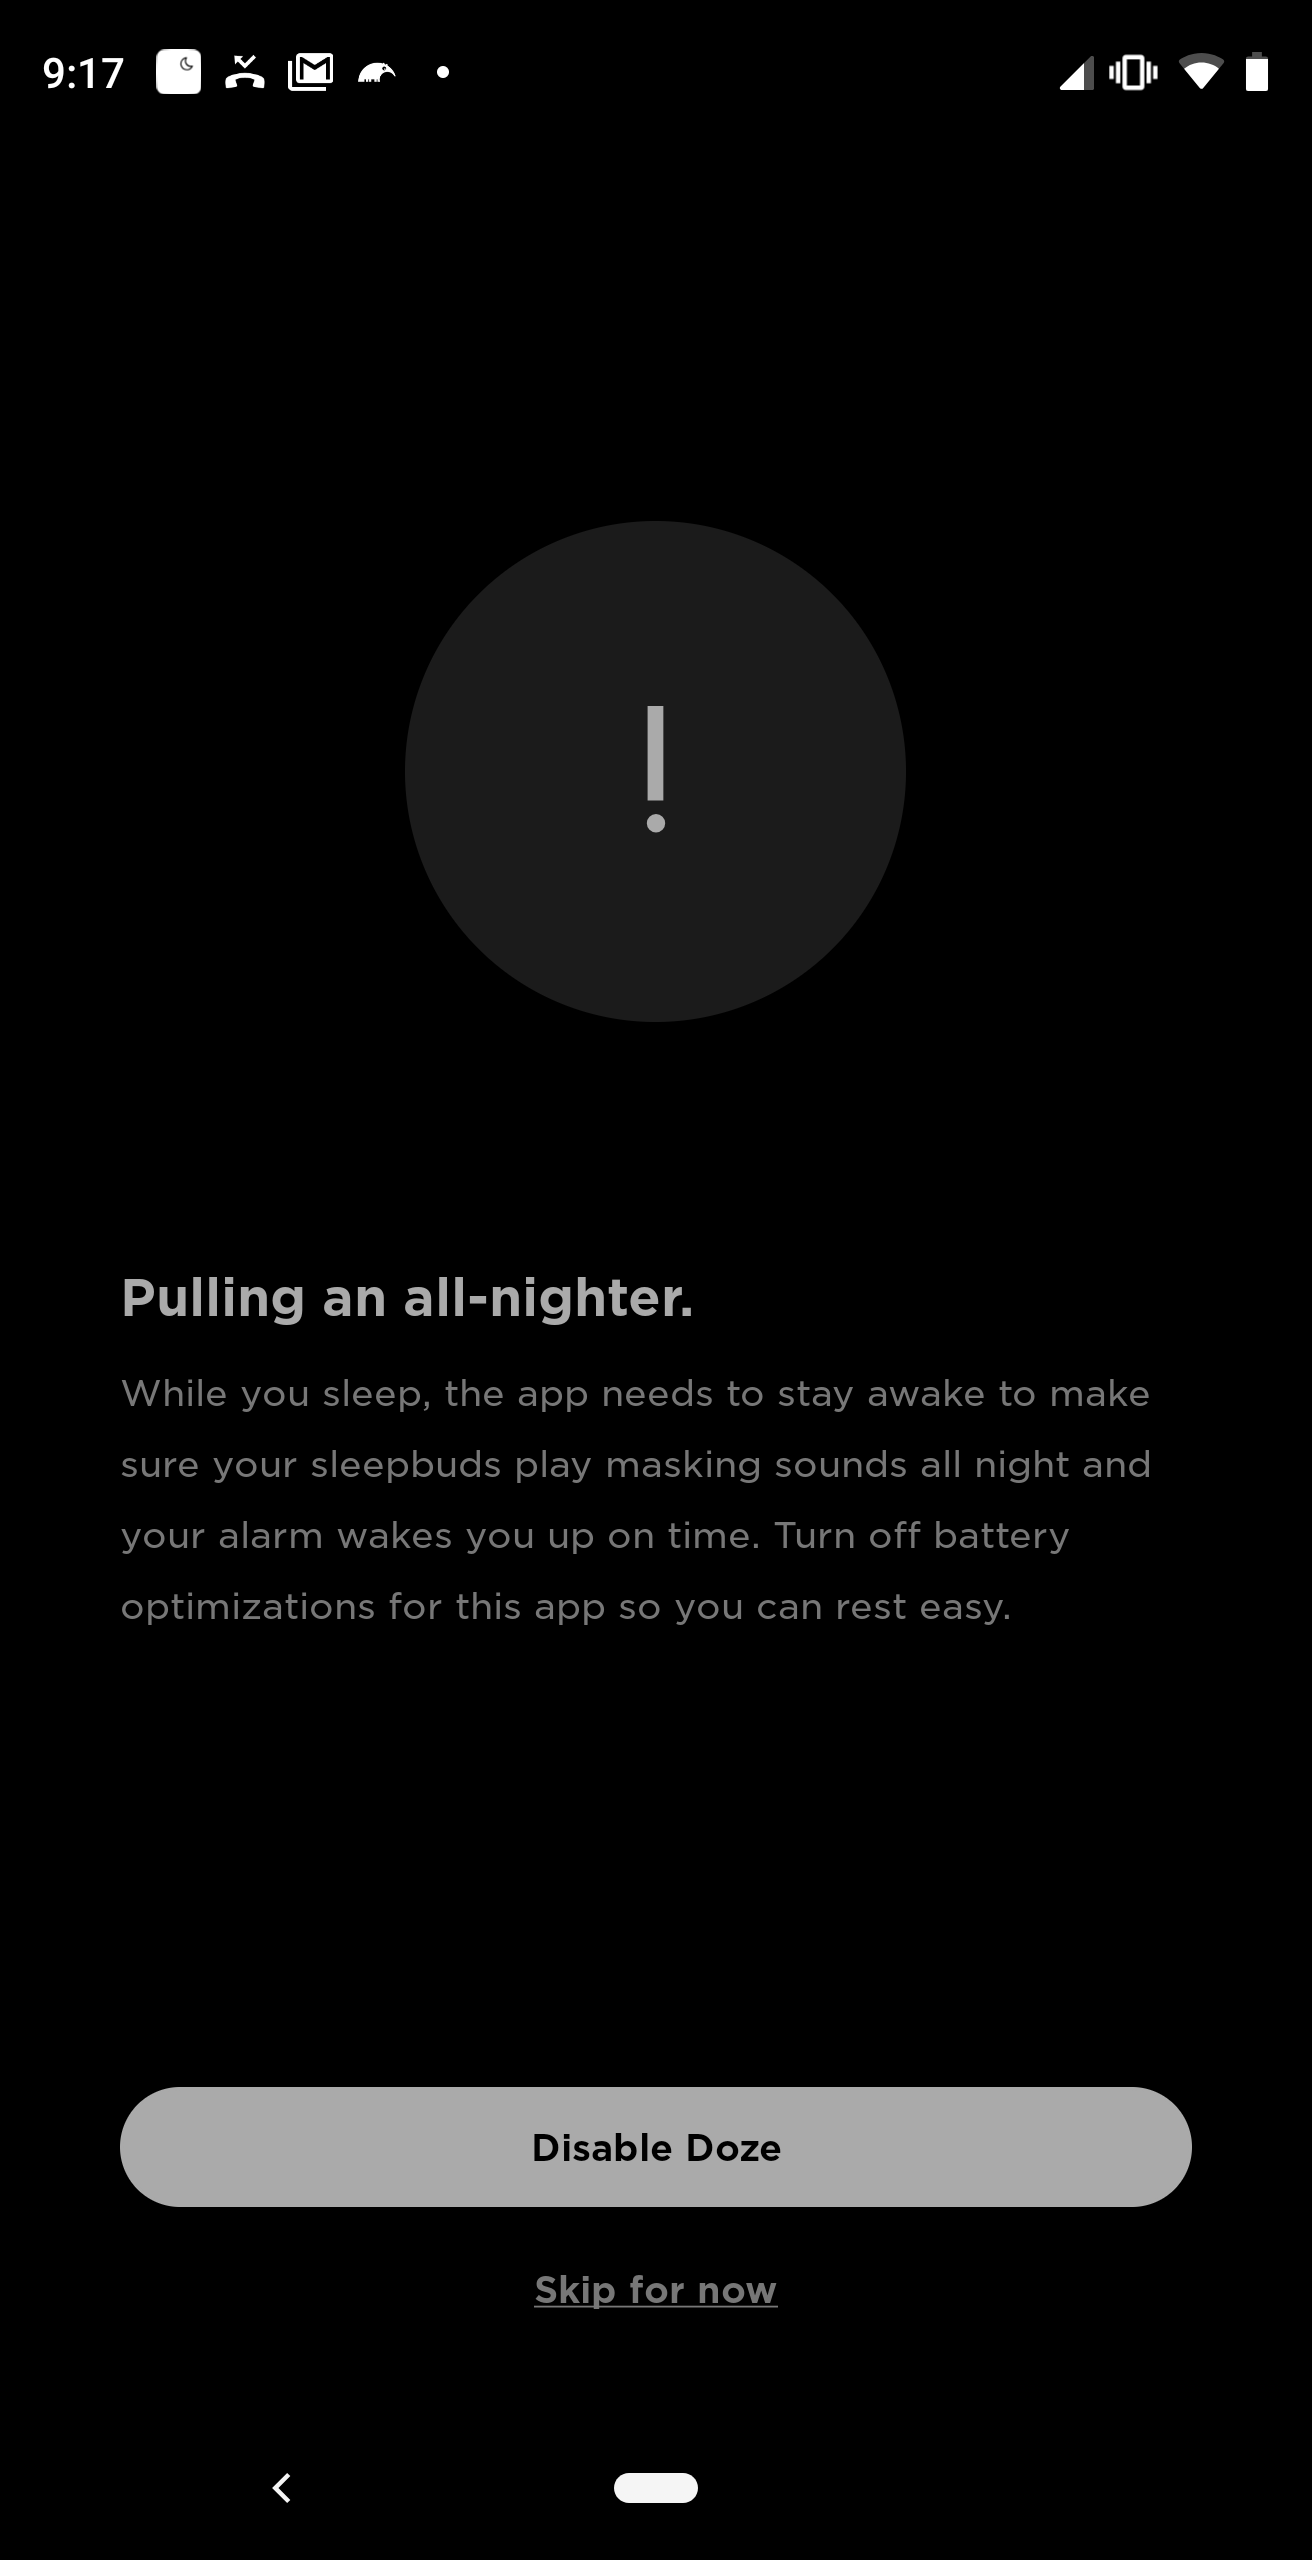 9:17
Pulling an all-nighter.
While you sleep, the app needs to stay awake to make
sure your sleepbuds play masking sounds all night and
your alarm wakes you up on time. Turn off battery
optimizations for this app so you can rest easy.
Disable Doze
Skip for now